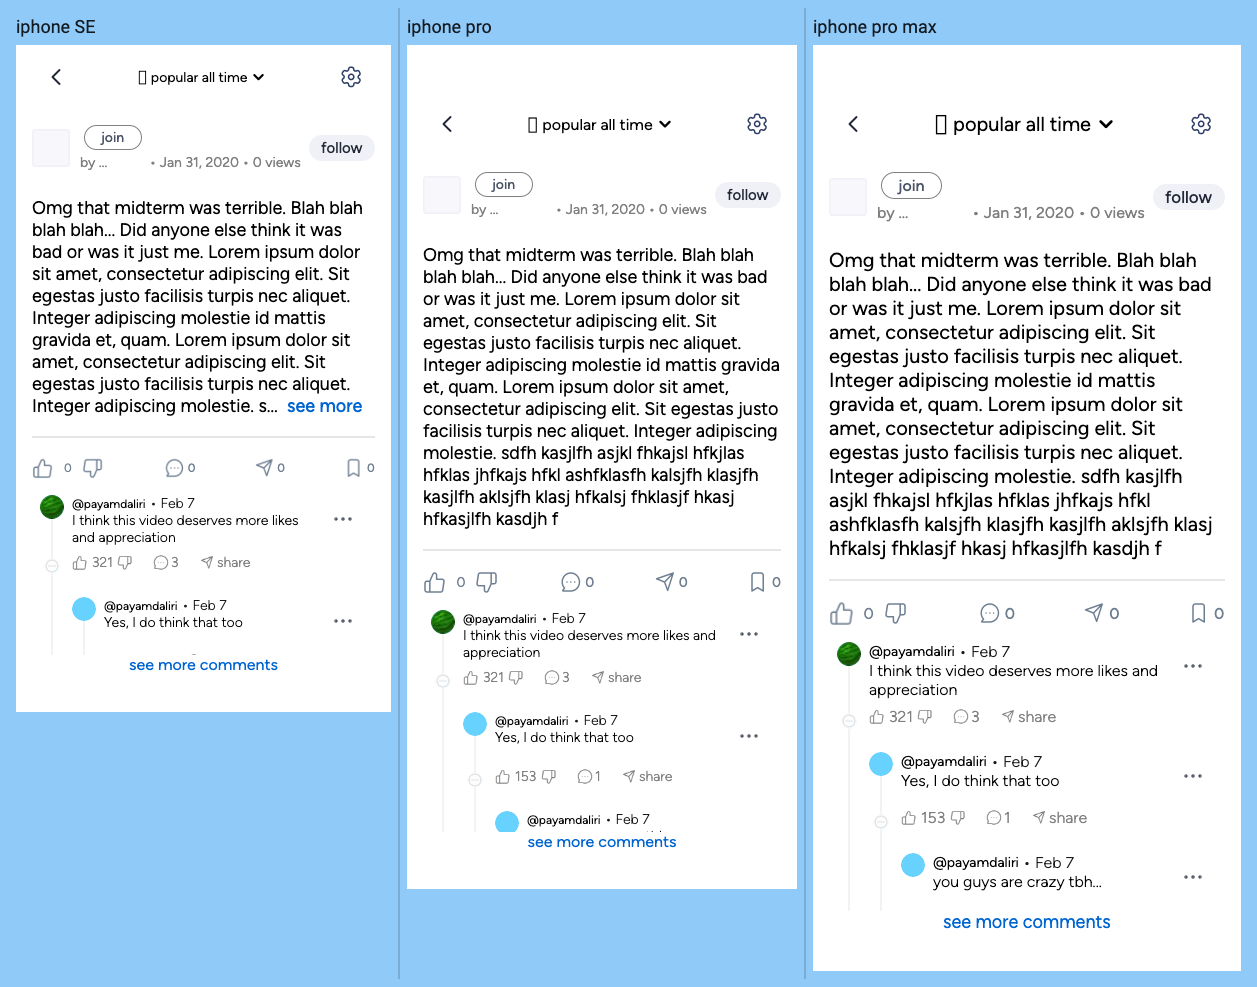 iphone SE
popular all time
join
by ... • Jan 31, 2020 • 0 views
follow
Omg that midterm was terrible. Blah blah
blah blah... Did anyone else think it was
bad or was it just me. Lorem ipsum dolor
sit amet, consectetur adipiscing elit. Sit
egestas justo facilisis turpis nec aliquet.
Integer adipiscing molestie id mattis
gravida et, quam. Lorem ipsum dolor sit
amet, consectetur adipiscing elit. Sit
egestas justo facilisis turpis nec aliquet.
Integer adipiscing molestie. s... see more
0 0 0 0
@payamdaliri • Feb 7
I think this video deserves more likes
and appreciation
321 3 share
@payamdaliri • Feb 7
Yes, I do think that too
see more comments
iphone pro
popular all time
join
by ... • Jan 31, 2020 • 0 views
follow
Omg that midterm was terrible. Blah blah
blah blah... Did anyone else think it was bad
or was it just me. Lorem ipsum dolor sit
amet, consectetur adipiscing elit. Sit
egestas justo facilisis turpis nec aliquet.
Integer adipiscing molestie id mattis gravida
et, quam. Lorem ipsum dolor sit amet,
consectetur adipiscing elit. Sit egestas justo
facilisis turpis nec aliquet. Integer adipiscing
molestie. sdfh kasjlfh asjkl fhkajsl hfkjlas
hfklas jhfkajs hfkl ashfklasfh kalsjfh klasjfh
kasjlfh aklsjfh klasj hfkalsj fhklasjf hkasj
hfkasjlfh kasdjh f
0 0 0 0
@payamdaliri • Feb 7
I think this video deserves more likes and
appreciation
321 3 share
@payamdaliri • Feb 7
Yes, I do think that too
153 1 share
@payamdaliri • Feb 7
see more comments
iphone pro max
popular all time
join
by ... • Jan 31, 2020 • 0 views
follow
Omg that midterm was terrible. Blah blah
blah blah... Did anyone else think it was bad
or was it just me. Lorem ipsum dolor sit
amet, consectetur adipiscing elit. Sit
egestas justo facilisis turpis nec aliquet.
Integer adipiscing molestie id mattis
gravida et, quam. Lorem ipsum dolor sit
amet, consectetur adipiscing elit. Sit
egestas justo facilisis turpis nec aliquet.
Integer adipiscing molestie. sdfh kasjlfh
asjkl fhkajsl hfkjlas hfklas jhfkajs hfkl
ashfklasfh kalsjfh klasjfh kasjlfh aklsjfh klasj
hfkalsj fhklasjf hkasj hfkasjlfh kasdjh f
0 0 0 0
@payamdaliri • Feb 7
I think this video deserves more likes and
appreciation
321 3 share
@payamdaliri • Feb 7
Yes, I do think that too
153 1 share
@payamdaliri • Feb 7
you guys are crazy tbh...
see more comments